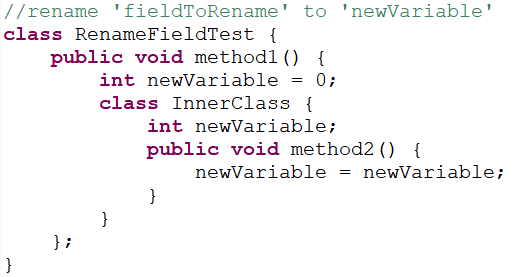 //rename 'fieldToRename' to 'newVariable'
class RenameFieldTest {
    public void method1() {
        int newVariable = 0;
        class InnerClass {
            int newVariable;
            public void method2() {
                newVariable = newVariable;
            }
        }
    };
}